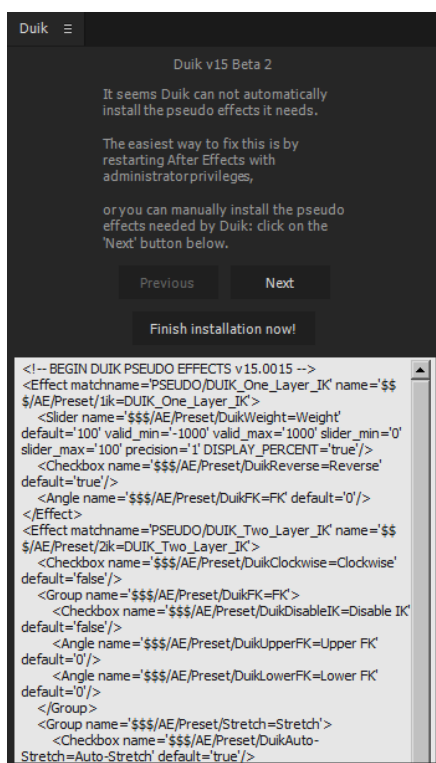 Duik ≡
Duik v15 Beta 2
It seems Duik can not automatically
install the pseudo effects it needs.
The easiest way to fix this is by
restarting After Effects with
administrator privileges,
or you can manually install the pseudo
effects needed by Duik: click on the
'Next' button below.
Previous Next
Finish installation now!
<!-- BEGIN DUIK PSEUDO EFFECTS v15.0015 -->
<Effect matchname='PSEUDO/DUIK_One_Layer_IK' name='$$
$/AE/Preset/1ik=DUIK_One_Layer_IK'>
<Slider name='$$$/AE/Preset/DuikWeight=Weight'
default='100' valid_min='-1000' valid_max='1000' slider_min='0'
slider_max='100' precision='1' DISPLAY_PERCENT='true'/>
<Checkbox name='$$$/AE/Preset/DuikReverse=Reverse'
default='true'/>
<Angle name='$$$/AE/Preset/DuikFK=FK' default='0'/>
</Effect>
<Effect matchname='PSEUDO/DUIK_Two_Layer_IK' name='$$
$/AE/Preset/2ik=DUIK_Two_Layer_IK'>
<Checkbox name='$$$/AE/Preset/DuikClockwise=Clockwise'
default='false'/>
<Group name='$$$/AE/Preset/DuikFK=FK'>
<Checkbox name='$$$/AE/Preset/DuikDisableIK=Disable IK'
default='false'/>
<Angle name='$$$/AE/Preset/DuikUpperFK=Upper FK'
default='0'/>
<Angle name='$$$/AE/Preset/DuikLowerFK=Lower FK'
default='0'/>
</Group>
<Group name='$$$/AE/Preset/Stretch=Stretch'>
<Checkbox name='$$$/AE/Preset/DuikAuto-
Stretch=Auto-Stretch' default='true'/>